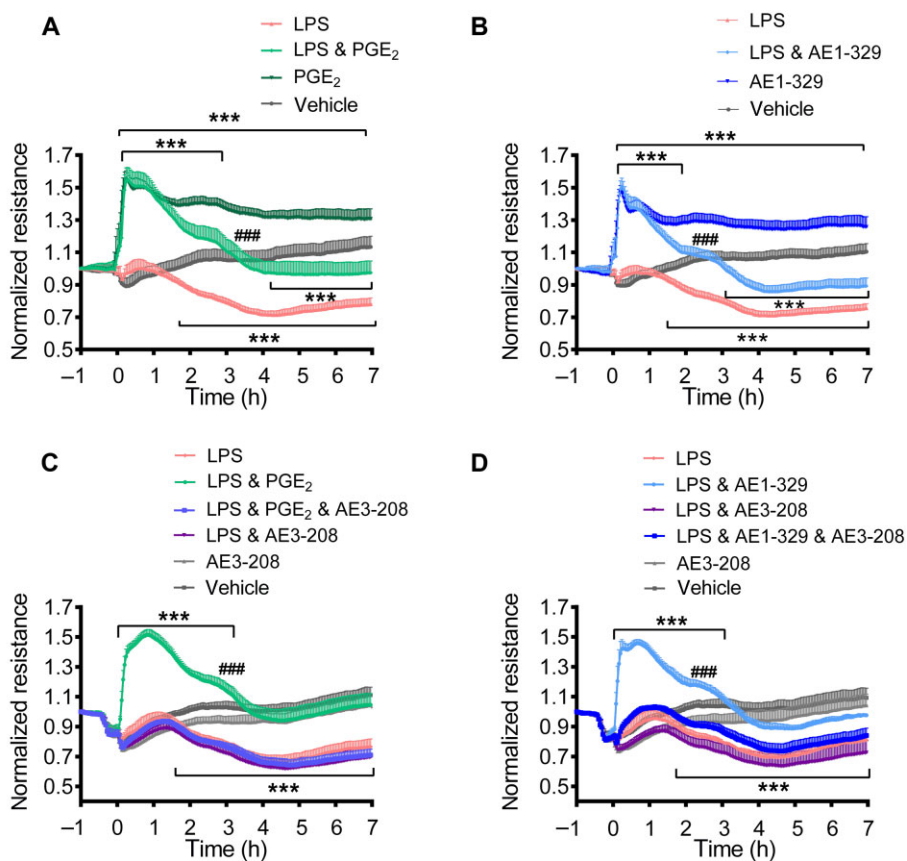 A
LPS
LPS & PGE₂
PGE₂
Vehicle
***
***
###
***
***
Normalized resistance
1.7
1.5
1.3
1.1
0.9
0.7
0.5
–1 0 1 2 3 4 5 6 7
Time (h)
B
LPS
LPS & AE1-329
AE1-329
Vehicle
***
***
###
***
***
Normalized resistance
1.7
1.5
1.3
1.1
0.9
0.7
0.5
–1 0 1 2 3 4 5 6 7
Time (h)
C
LPS
LPS & PGE₂
LPS & PGE₂ & AE3-208
LPS & AE3-208
AE3-208
Vehicle
***
###
***
Normalized resistance
1.7
1.5
1.3
1.1
0.9
0.7
0.5
–1 0 1 2 3 4 5 6 7
Time (h)
D
LPS
LPS & AE1-329
LPS & AE3-208
LPS & AE1-329 & AE3-208
AE3-208
Vehicle
***
###
***
Normalized resistance
1.7
1.5
1.3
1.1
0.9
0.7
0.5
–1 0 1 2 3 4 5 6 7
Time (h)